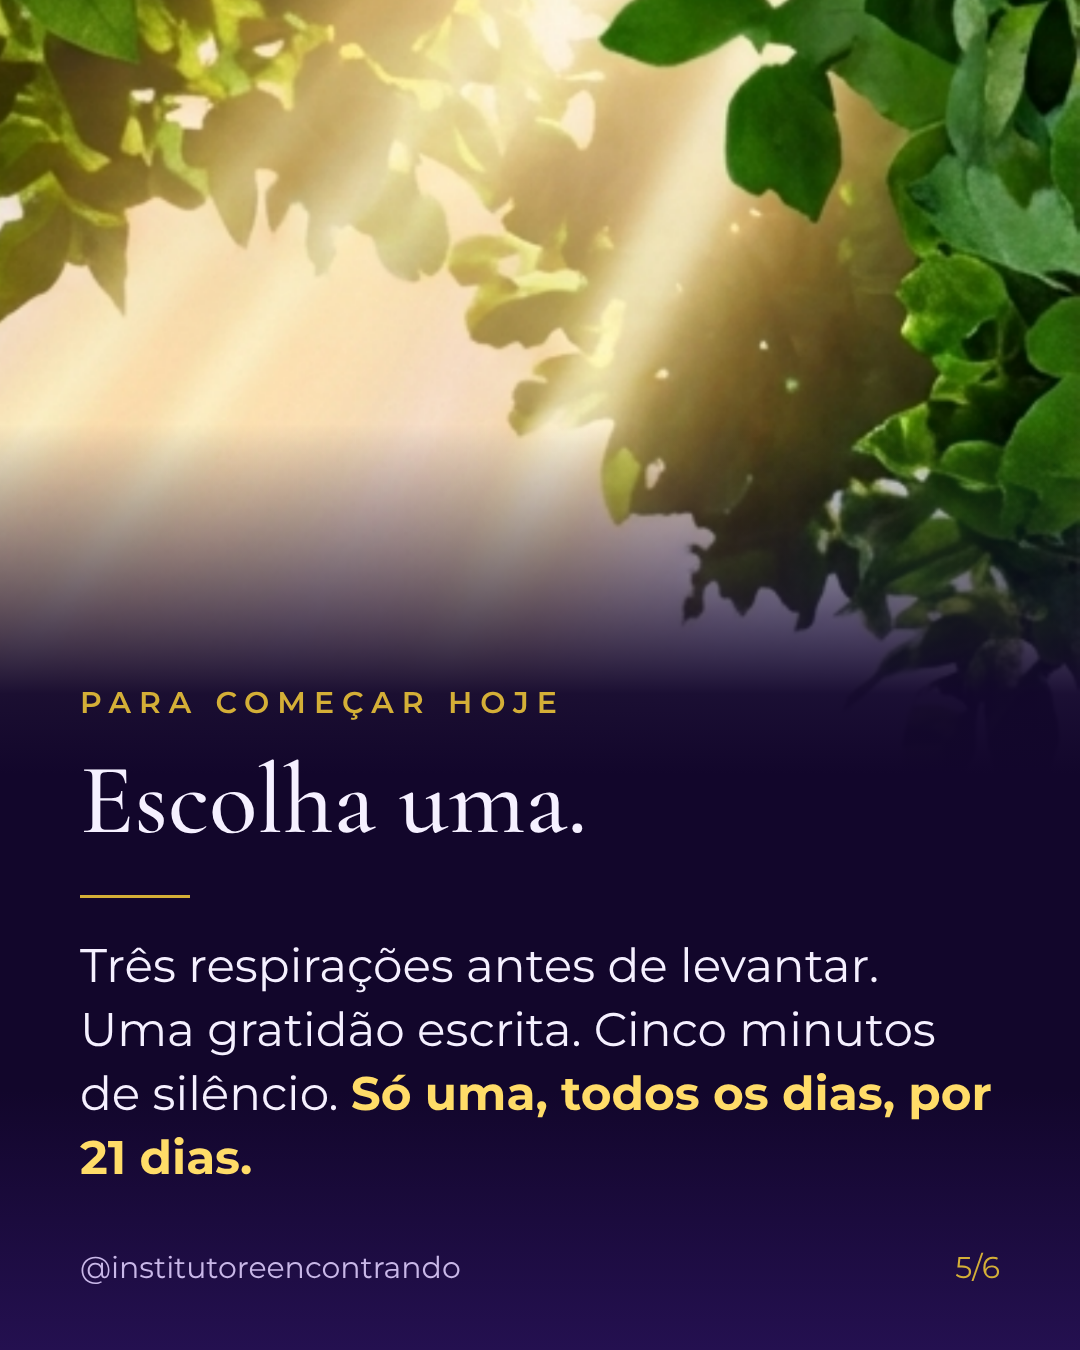 PARA COMEÇAR HOJE
Escolha uma.
Três respirações antes de levantar.
Uma gratidão escrita. Cinco minutos
de silêncio. Só uma, todos os dias, por
21 dias.
@institutoreencontrando
5/6